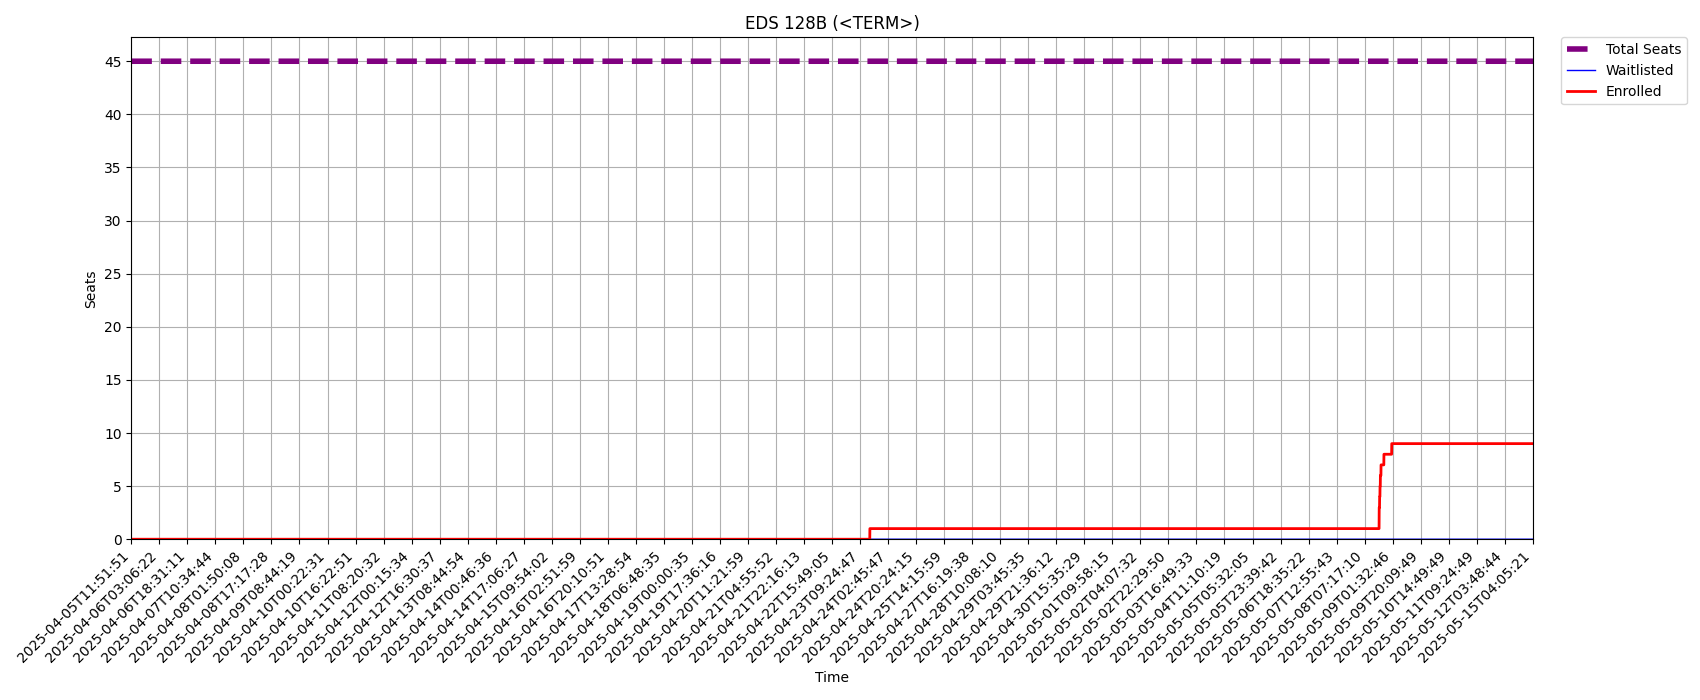 EDS 128B (<TERM>)
Total Seats
Waitlisted
Enrolled
45
40
35
30
25
20
15
10
5
0
Seats
2025-04-05T11:51:51
2025-04-06T03:06:22
2025-04-06T18:31:11
2025-04-07T10:34:44
2025-04-08T01:50:08
2025-04-08T17:17:28
2025-04-09T08:44:19
2025-04-10T00:22:31
2025-04-10T16:22:51
2025-04-11T08:20:32
2025-04-12T00:15:34
2025-04-12T16:30:37
2025-04-13T08:44:54
2025-04-14T00:46:36
2025-04-14T17:06:27
2025-04-15T09:54:02
2025-04-16T02:51:59
2025-04-16T20:10:51
2025-04-17T13:28:54
2025-04-18T06:48:35
2025-04-19T00:00:35
2025-04-19T17:36:16
2025-04-20T11:21:59
2025-04-21T04:55:52
2025-04-21T22:16:13
2025-04-22T15:49:05
2025-04-23T09:24:47
2025-04-24T02:45:47
2025-04-24T20:24:15
2025-04-25T14:15:59
2025-04-27T16:19:38
2025-04-28T10:08:10
2025-04-29T03:45:35
2025-04-29T21:36:12
2025-04-30T15:35:29
2025-05-01T09:58:15
2025-05-02T04:07:32
2025-05-02T22:29:50
2025-05-03T16:49:33
2025-05-04T11:10:19
2025-05-05T05:32:05
2025-05-05T23:39:42
2025-05-06T18:35:22
2025-05-07T12:55:43
2025-05-08T07:17:10
2025-05-09T01:32:46
2025-05-09T20:09:49
2025-05-10T14:49:49
2025-05-11T09:24:49
2025-05-12T03:48:44
2025-05-15T04:05:21
Time